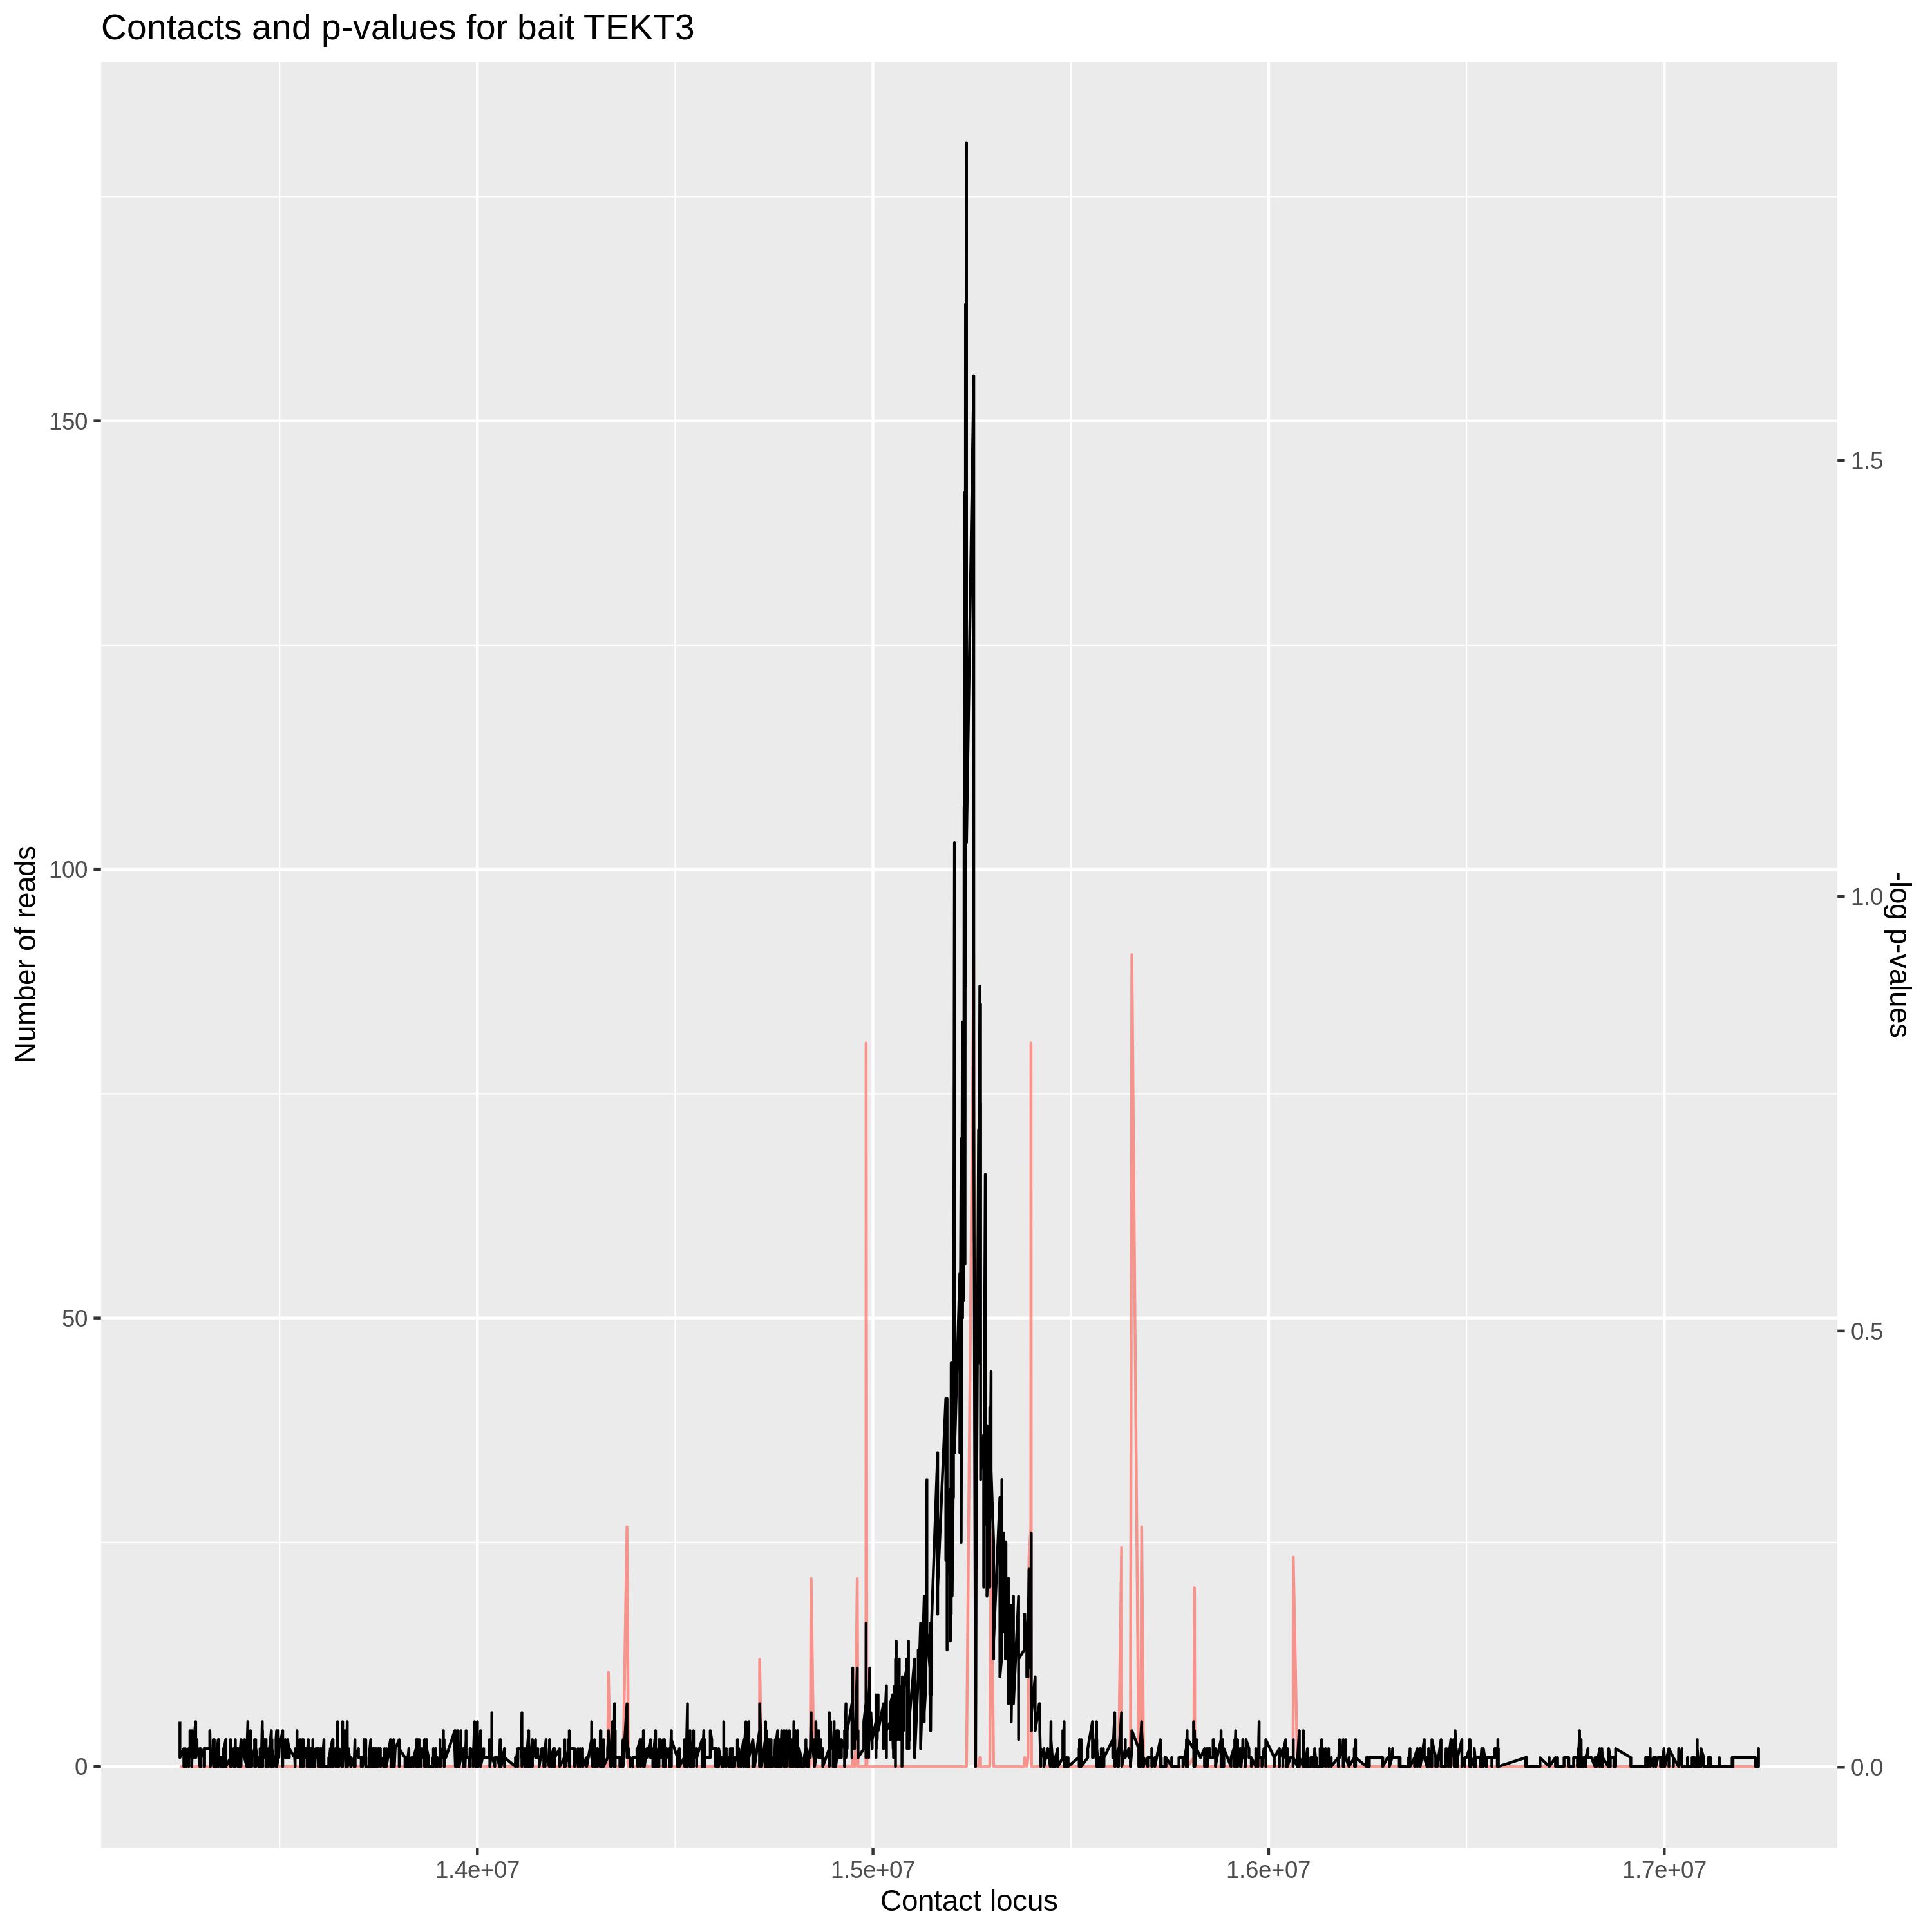 Contacts and p-values for bait TEKT3
150
100
50
0
Number of reads
1.5
1.0
0.5
0.0
-log p-values
1.4e+07
1.5e+07
1.6e+07
1.7e+07
Contact locus